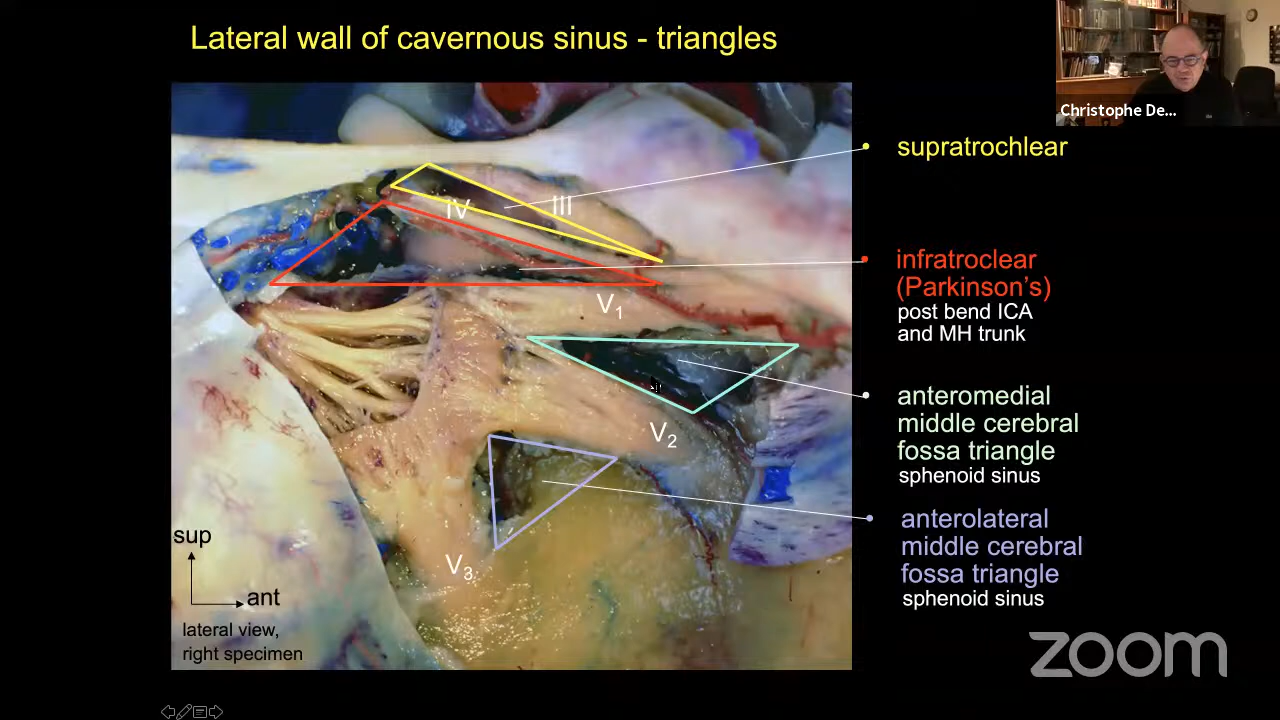 Lateral wall of cavernous sinus - triangles
Christophe De...
supratrochlear
IV
III
infratroclear
(Parkinson's)
post bend ICA
and MH trunk
V1
anteromedial
middle cerebral
fossa triangle
sphenoid sinus
V2
anterolateral
middle cerebral
fossa triangle
sphenoid sinus
V3
sup
ant
lateral view,
right specimen
zoom